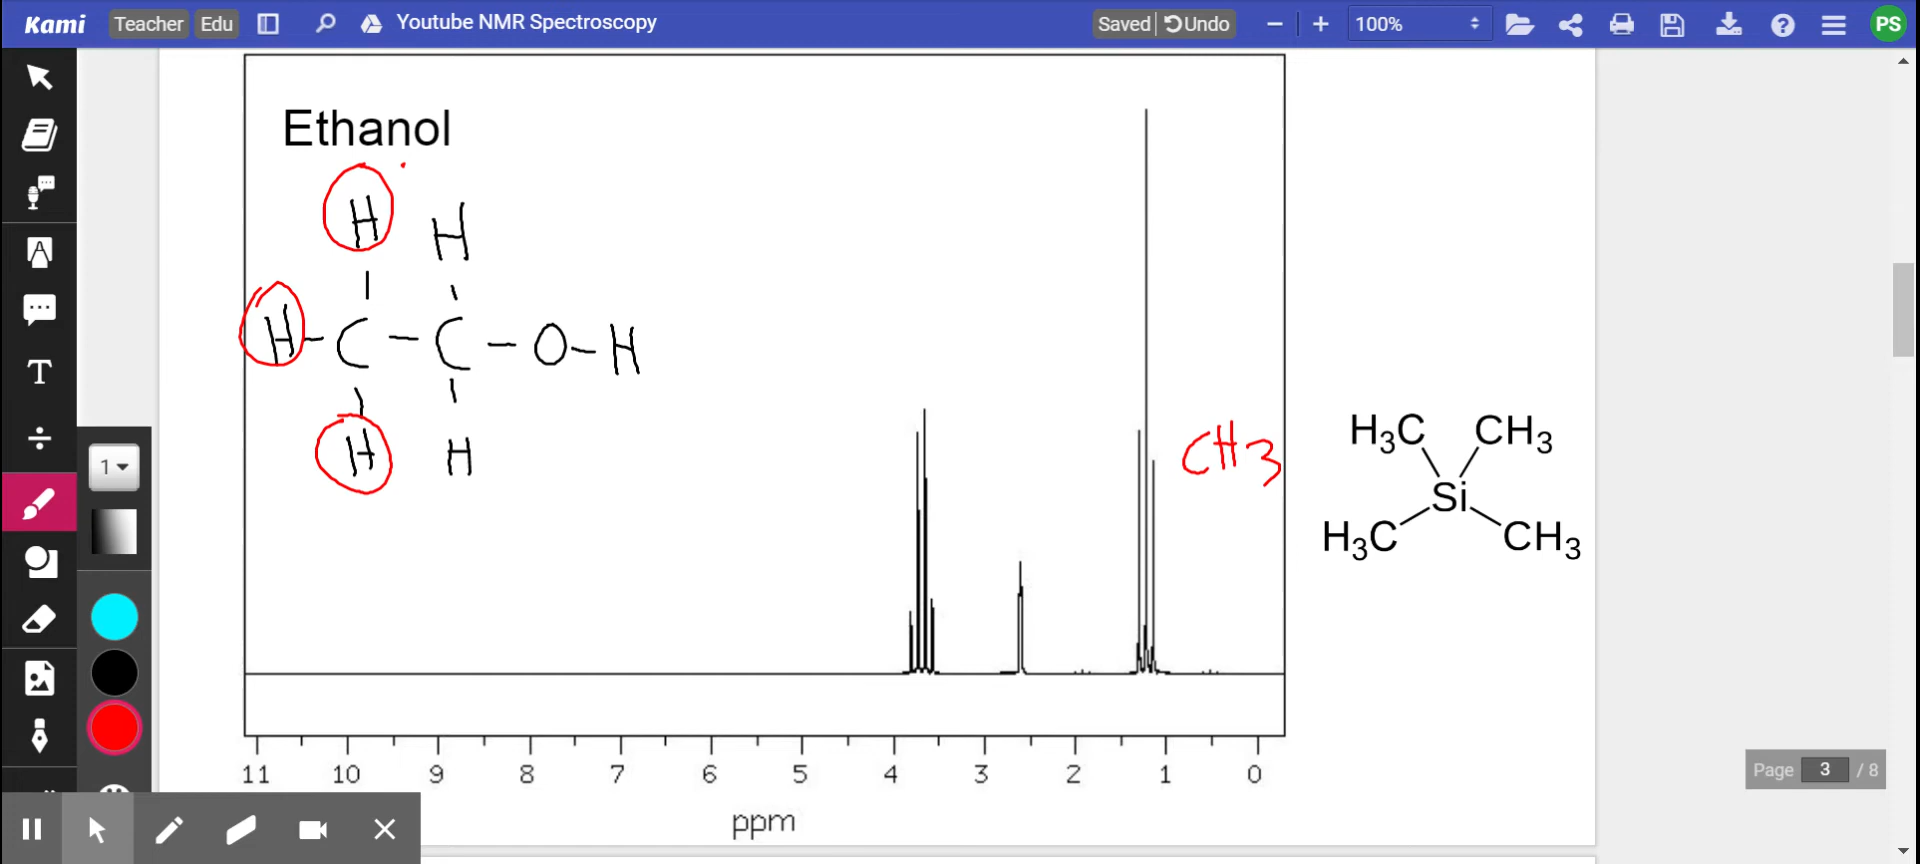 Kami Teacher Edu Youtube NMR Spectroscopy Saved Undo 100% PS
Ethanol
H H
H - C - C - O - H
H H
CH3
H₃C CH₃
Si
H₃C CH₃
1
T
11 10 9 8 7 6 5 4 3 2 1 0
ppm
Page 3 / 8